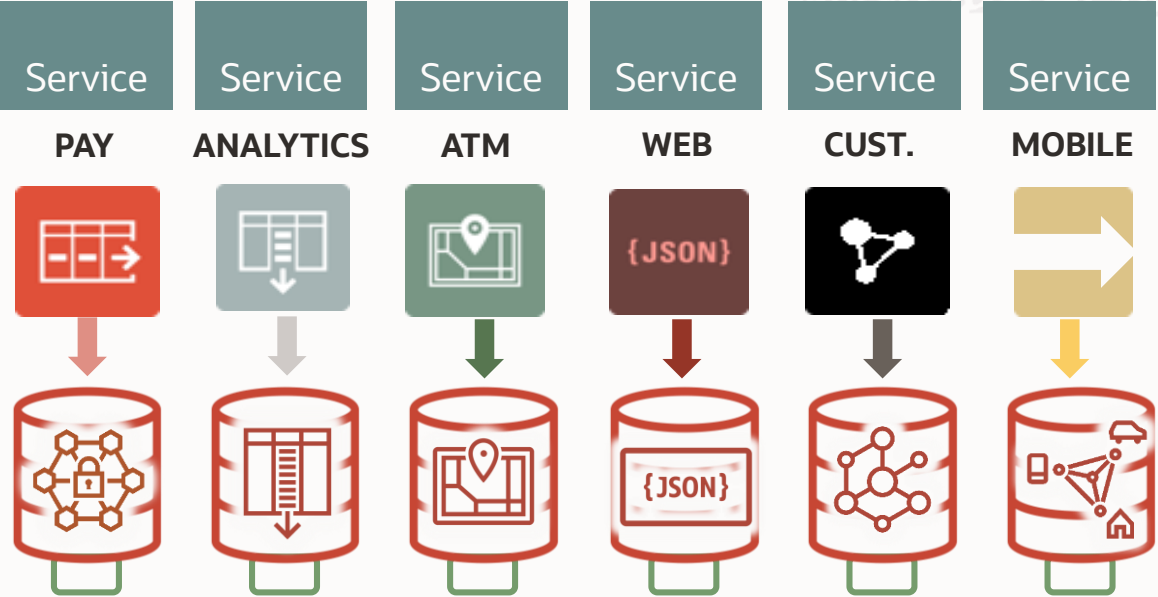 Service Service Service Service Service Service
PAY ANALYTICS ATM WEB CUST. MOBILE
{JSON}
{JSON}